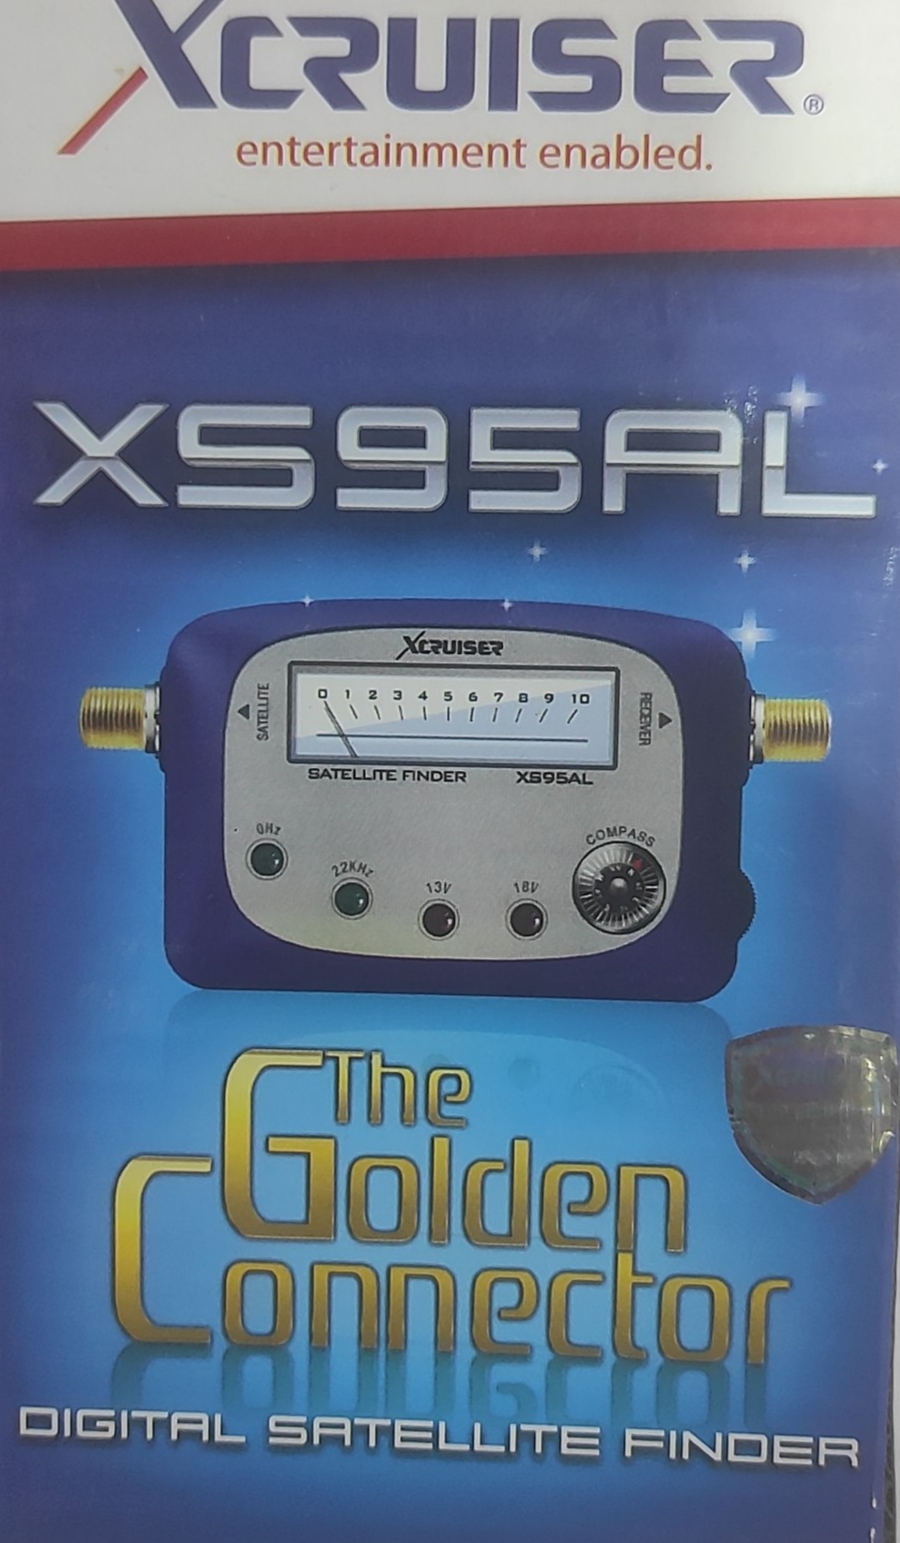 XCRUISER®
entertainment enabled.
XS95AL
XCRUISER
SATELLITE
0 1 2 3 4 5 6 7 8 9 10
RECEIVER
SATELLITE FINDER XS95AL
0Hz
22KHz
13V
18V
COMPASS
The
Golden
Connector
DIGITAL SATELLITE FINDER